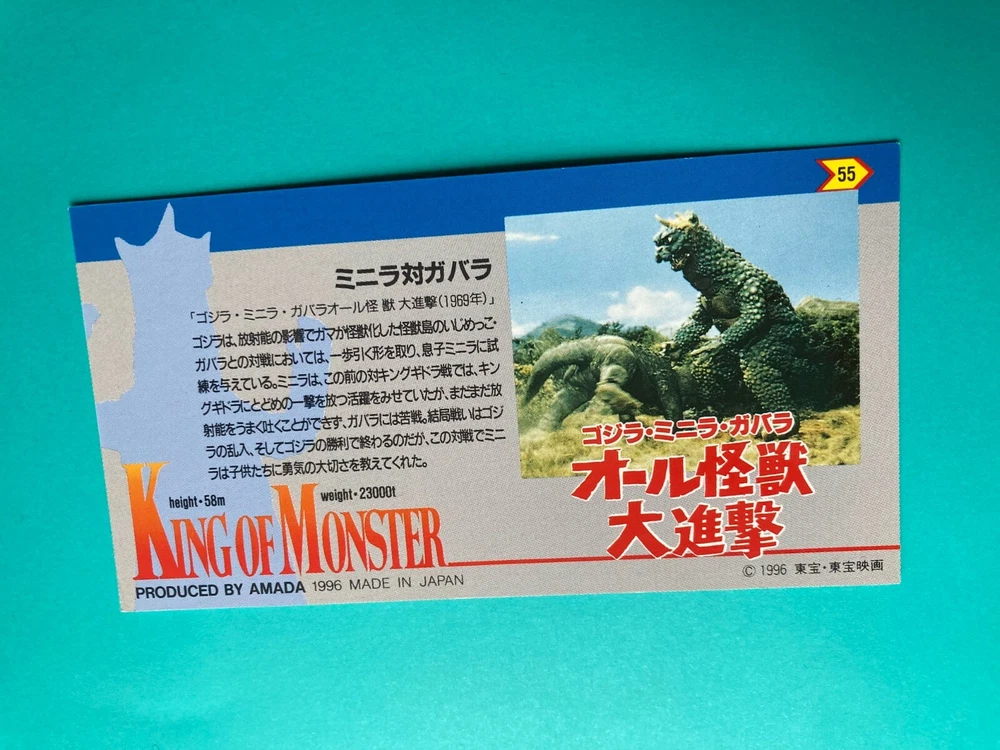 55
ミニラ対ガバラ
「ゴジラ・ミニラ・ガバラオール怪 獣 大進撃(1969年)」
ゴジラは、放射能の影響でガマが怪獣化した怪獣島のいじめっこ・
ガバラとの対戦においては、一歩引く形を取り、息子ミニラに試
練を与えている。ミニラは、この前の対キングギドラ戦では、キン
グギドラにとどめの一撃を放つ活躍をみせていたが、まだまだ放
射能をうまく吐くことができず、ガバラには苦戦。結局戦いはゴジ
ラの乱入、そしてゴジラの勝利で終わるのだが、この対戦でミニ
ラは子供たちに勇気の大切さを教えてくれた。
height・58m
weight・23000t
KING OF MONSTER
PRODUCED BY AMADA 1996 MADE IN JAPAN
ゴジラ・ミニラ・ガバラ
オール怪獣
大進撃
© 1996 東宝・東宝映画